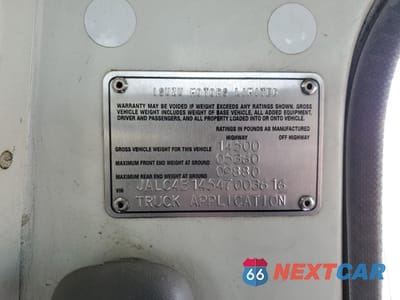 ISUZU MOTORS LIMITED
WARRANTY MAY BE VOIDED IF WEIGHT EXCEEDS ANY RATINGS SHOWN. GROSS
VEHICLE WEIGHT INCLUDES WEIGHT OF BASE VEHICLE, ALL ADDED EQUIPMENT,
DRIVER AND PASSENGERS, AND ALL PROPERTY LOADED INTO OR ONTO VEHICLE.
RATINGS IN POUNDS AS MANUFACTURED
ON HIGHWAY OFF HIGHWAY
GROSS VEHICLE WEIGHT FOR THIS VEHICLE 14500
MAXIMUM FRONT END WEIGHT AT GROUND
MAXIMUM REAR END WEIGHT AT GROUND
VIN
TRUCK APPLICATION
66 NEXTCAR